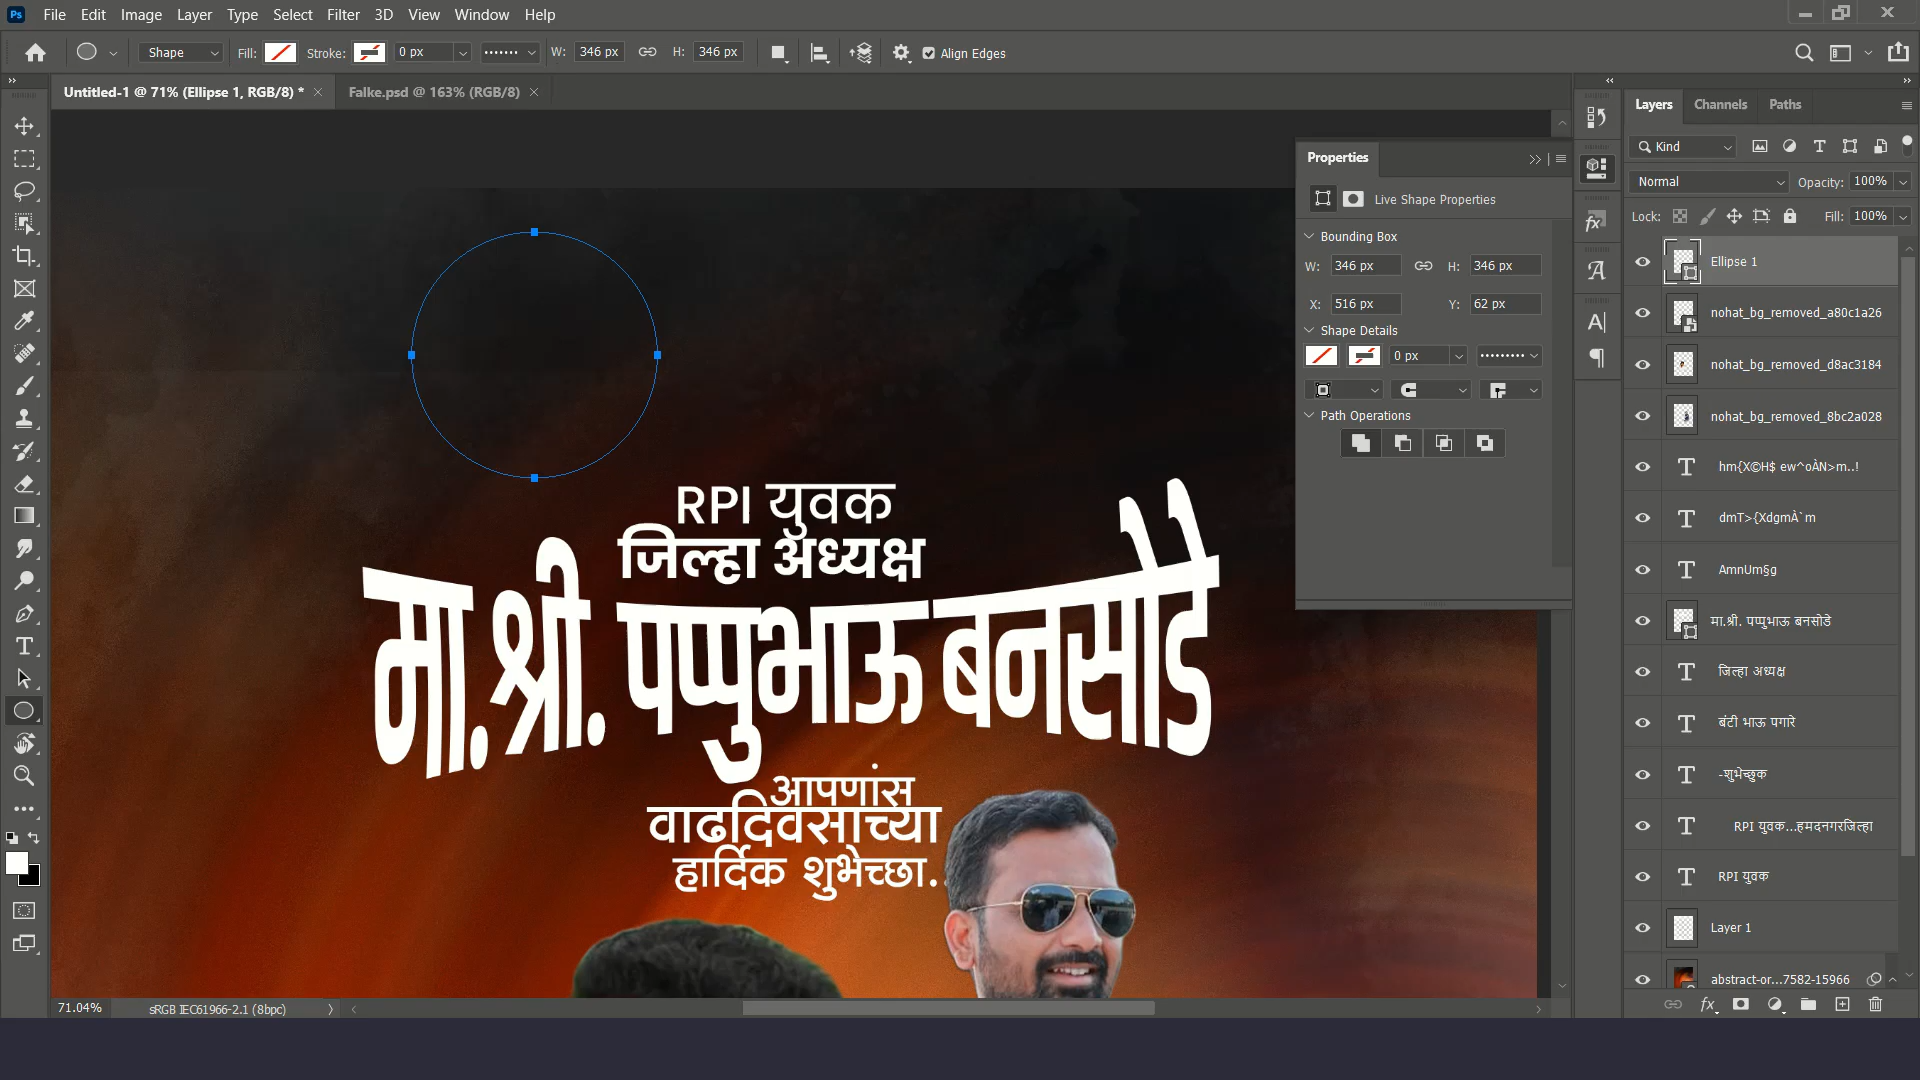 File Edit Image Layer Type Select Filter 3D View Window Help
Shape Fill: Stroke: 0 px W: 346 px H: 346 px Align Edges
Untitled-1 @ 71% (Ellipse 1, RGB/8) * Falke.psd @ 163% (RGB/8)
RPI युवक
जिल्हा अध्यक्ष
मा.श्री. पप्पुभाऊ बनसोडे
आपणांस
वाढदिवसाच्या
हार्दिक शुभेच्छा.
Properties
Live Shape Properties
Bounding Box
W: 346 px H: 346 px
X: 516 px Y: 62 px
Shape Details
0 px
Path Operations
Layers Channels Paths
Kind
Normal Opacity: 100%
Lock: Fill: 100%
Ellipse 1
nohat_bg_removed_a80c1a26
nohat_bg_removed_d8ac3184
nohat_bg_removed_8bc2a028
hm{X©H$ ew^oÀN>m..!
dmT>{XdgmÀ`m
AmnUm§g
मा.श्री. पप्पुभाऊ बनसोडे
जिल्हा अध्यक्ष
बंटी भाऊ पगारे
-शुभेच्छुक
RPI युवक...हमदनगरजिल्हा
RPI युवक
Layer 1
abstract-or...7582-15966
71.04% sRGB IEC61966-2.1 (8bpc)